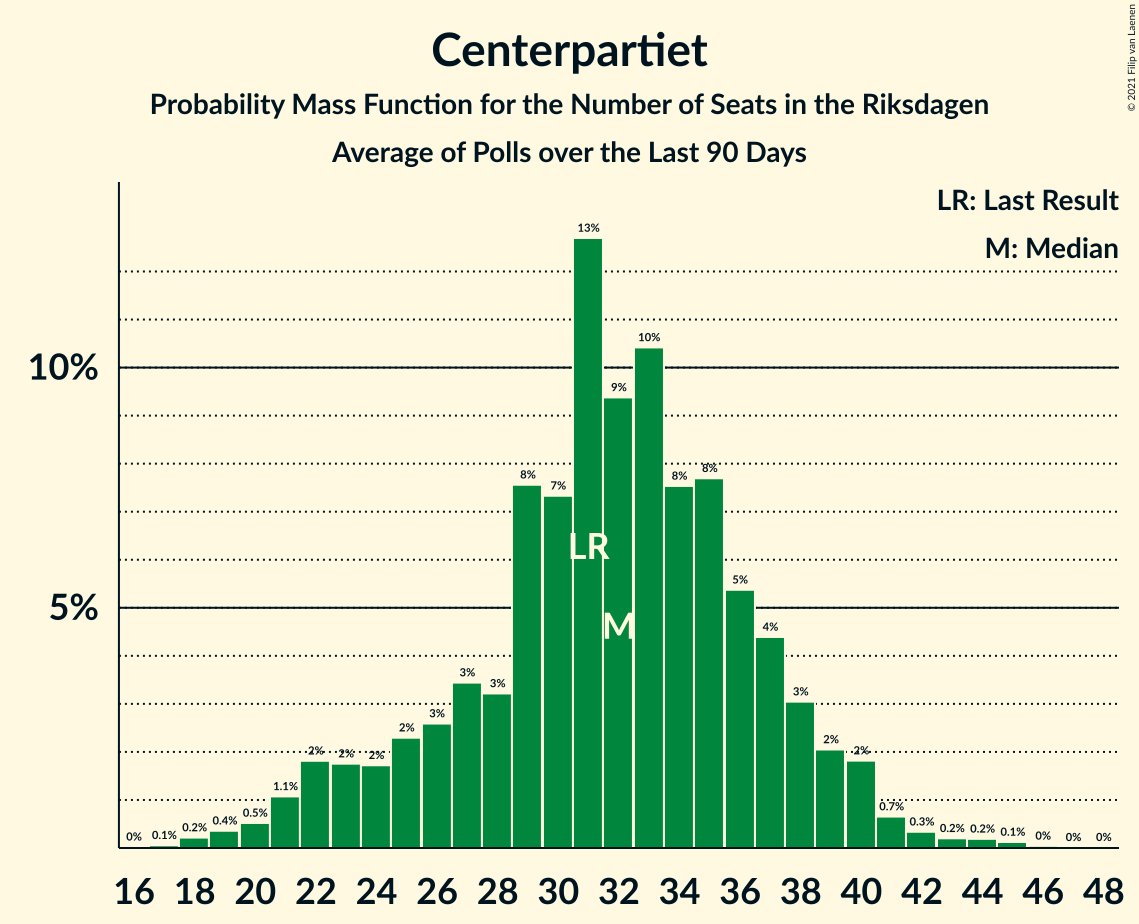 Centerpartiet
Probability Mass Function for the Number of Seats in the Riksdagen
Average of Polls over the Last 90 Days
© 2021 Filip van Laenen
LR: Last Result
M: Median
10%
5%
0% 0.1% 0.2% 0.4% 0.5% 1.1% 2% 2% 2% 2% 3% 3% 3% 8% 7% 13% 9% 10% 8% 8% 5% 4% 3% 2% 2% 0.7% 0.3% 0.2% 0.2% 0.1% 0% 0% 0%
LR
M
16 18 20 22 24 26 28 30 32 34 36 38 40 42 44 46 48